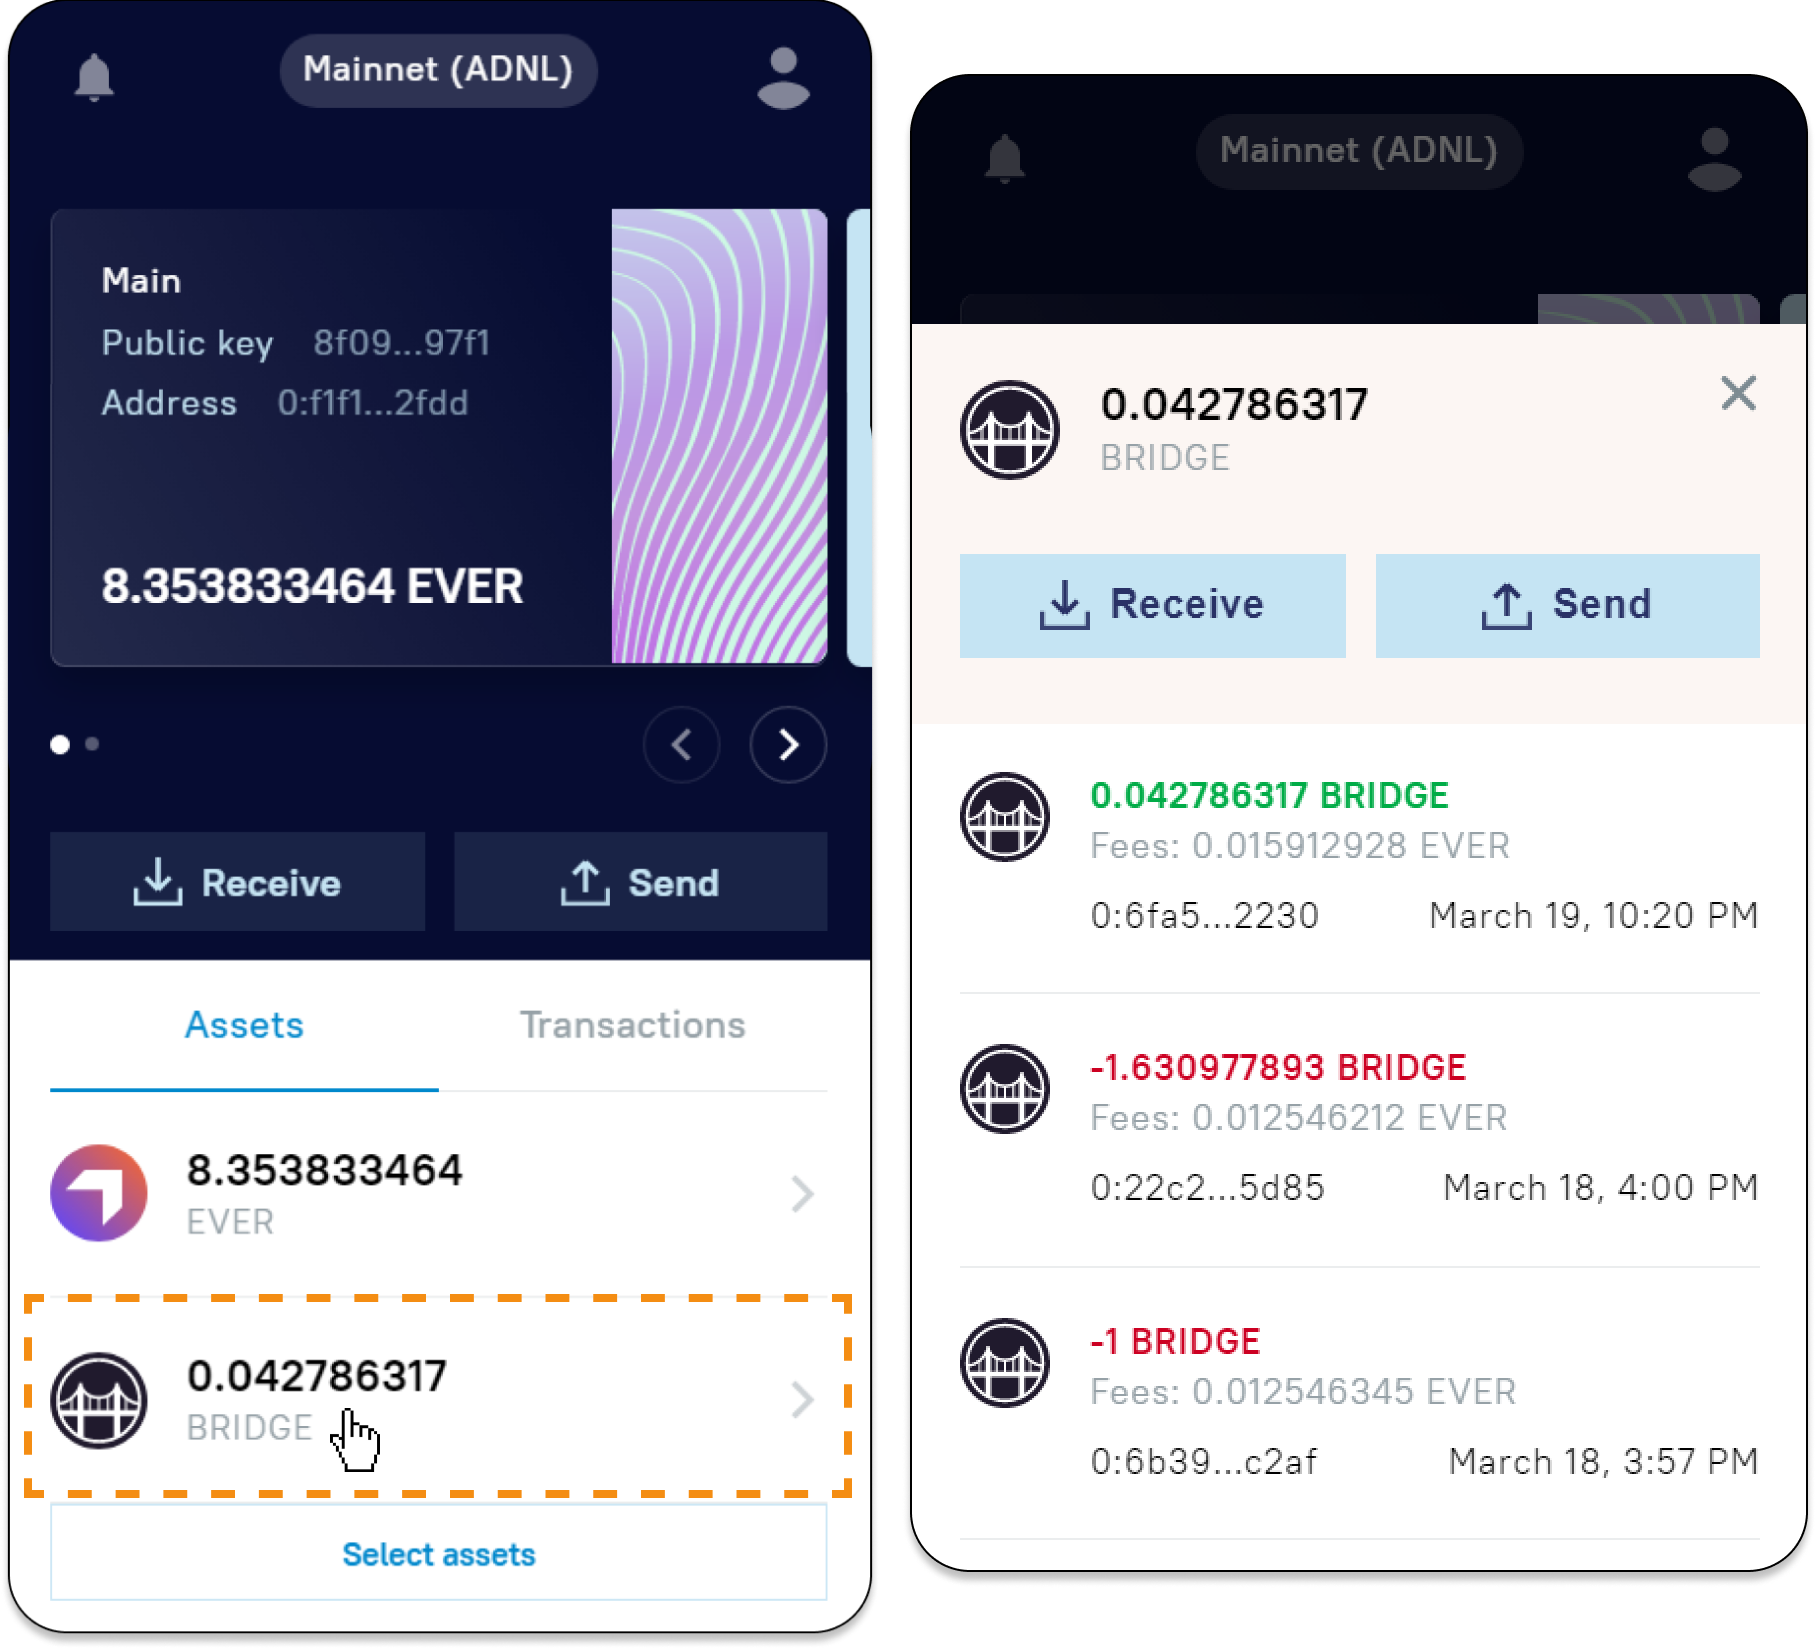 Mainnet (ADNL)
Main
Public key 8f09...97f1
Address 0:f1f1...2fdd
8.353833464 EVER
Receive Send
Assets Transactions
8.353833464
EVER
0.042786317
BRIDGE
Select assets
Mainnet (ADNL)
0.042786317
BRIDGE
Receive Send
0.042786317 BRIDGE
Fees: 0.015912928 EVER
0:6fa5...2230 March 19, 10:20 PM
-1.630977893 BRIDGE
Fees: 0.012546212 EVER
0:22c2...5d85 March 18, 4:00 PM
-1 BRIDGE
Fees: 0.012546345 EVER
0:6b39...c2af March 18, 3:57 PM